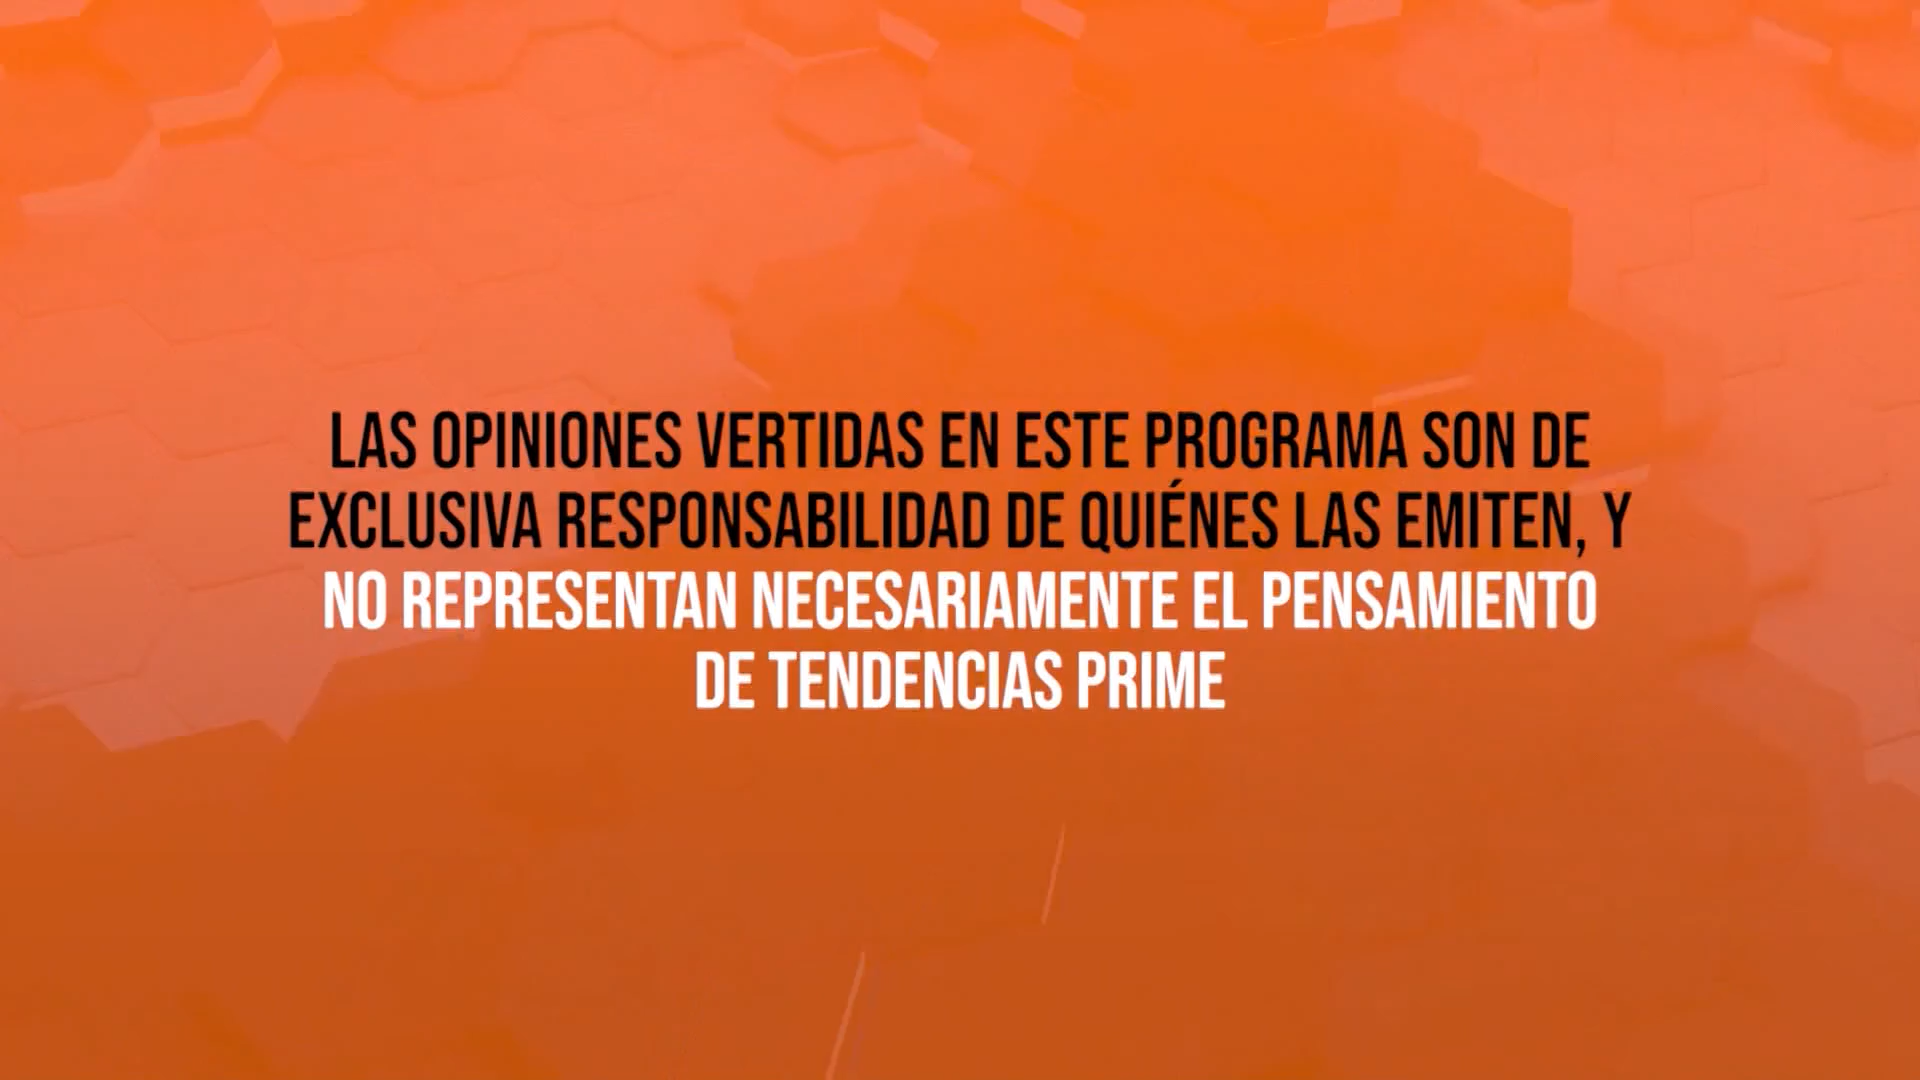 LAS OPINIONES VERTIDAS EN ESTE PROGRAMA SON DE
EXCLUSIVA RESPONSABILIDAD DE QUIÉNES LAS EMITEN, Y
NO REPRESENTAN NECESARIAMENTE EL PENSAMIENTO
DE TENDENCIAS PRIME